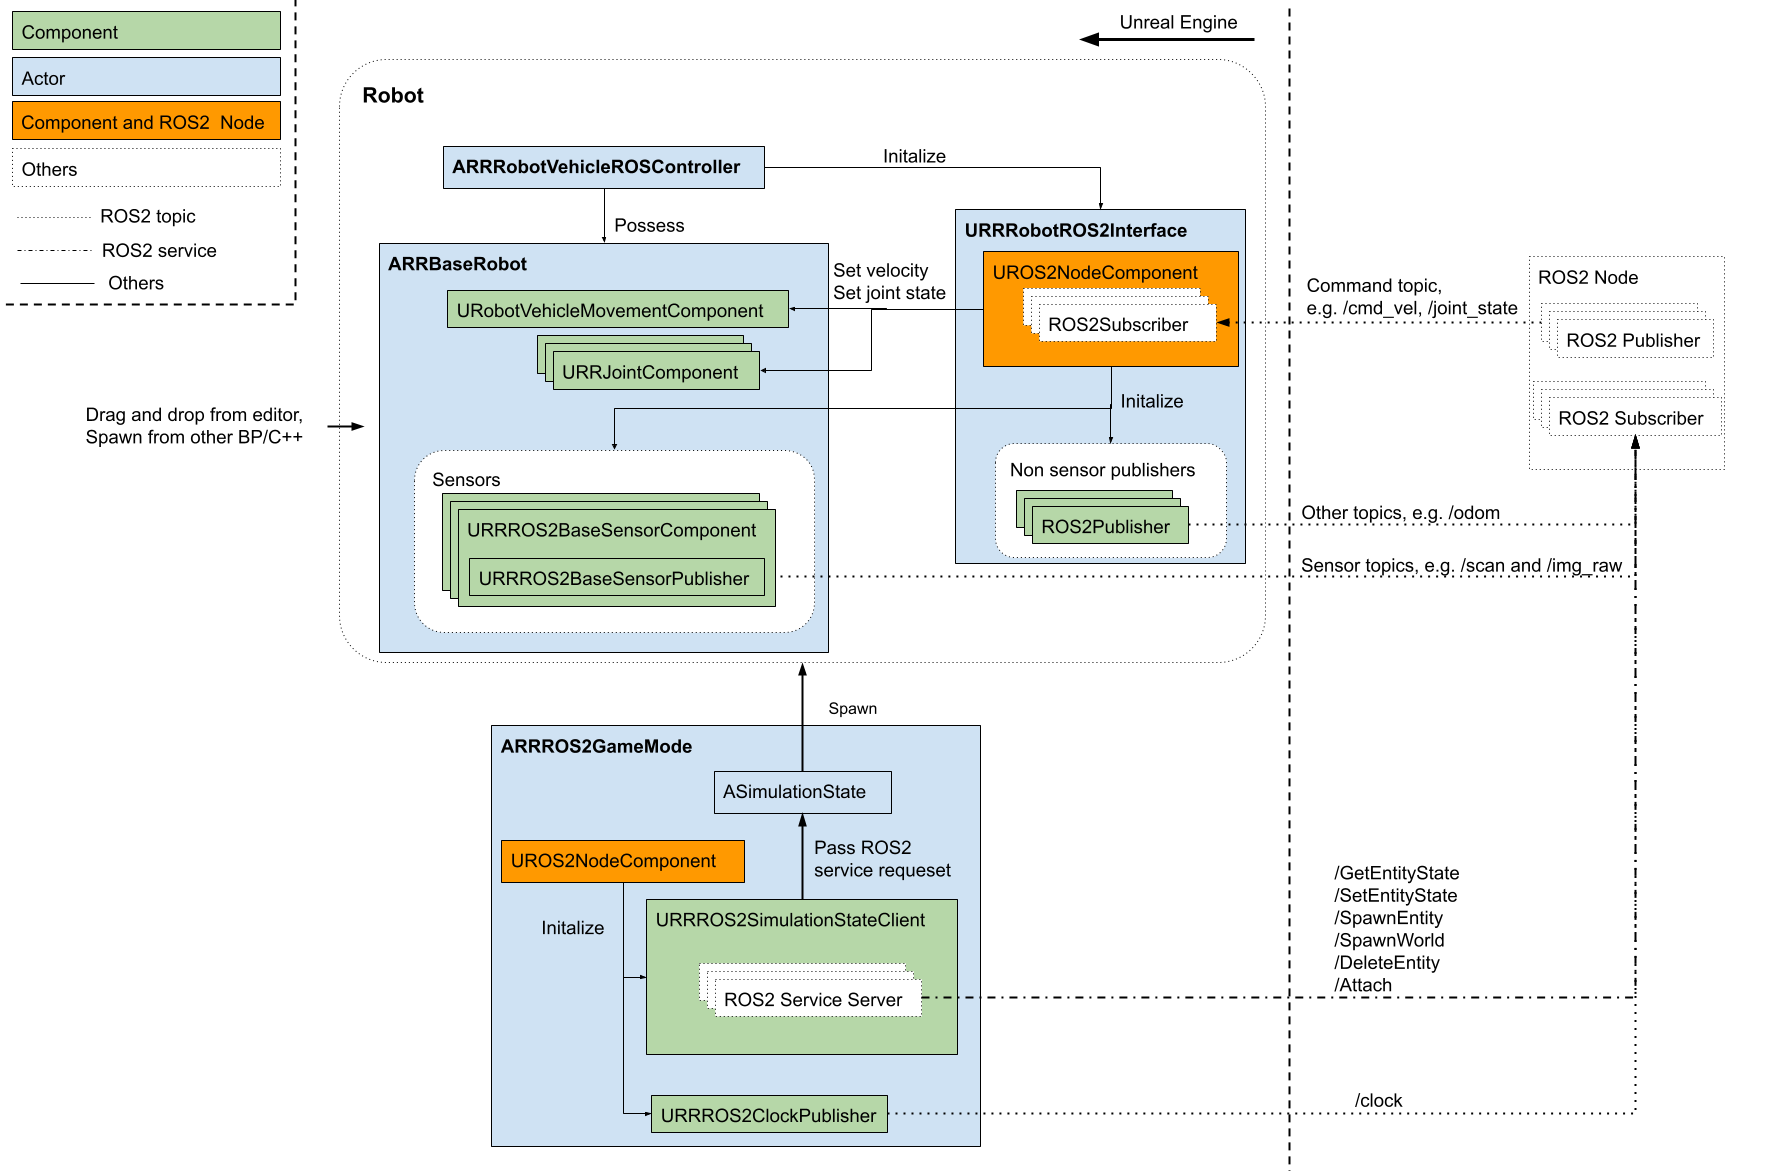 Component
Actor
Component and ROS2  Node
Others
ROS2 topic
ROS2 service
Others
Unreal Engine
Robot
ARRRobotVehicleROSController
Initalize
Possess
ARRBaseRobot
URobotVehicleMovementComponent
URRJointComponent
Set velocity
Set joint state
URRRobotROS2Interface
UROS2NodeComponent
ROS2Subscriber
Initalize
Non sensor publishers
ROS2Publisher
Command topic,
e.g. /cmd_vel, /joint_state
ROS2 Node
ROS2 Publisher
ROS2 Subscriber
Drag and drop from editor,
Spawn from other BP/C++
Sensors
URRROS2BaseSensorComponent
URRROS2BaseSensorPublisher
Other topics, e.g. /odom
Sensor topics, e.g. /scan and /img_raw
Spawn
ARRROS2GameMode
ASimulationState
UROS2NodeComponent
Pass ROS2
service requeset
Initalize
URRROS2SimulationStateClient
ROS2 Service Server
URRROS2ClockPublisher
/GetEntityState
/SetEntityState
/SpawnEntity
/SpawnWorld
/DeleteEntity
/Attach
/clock